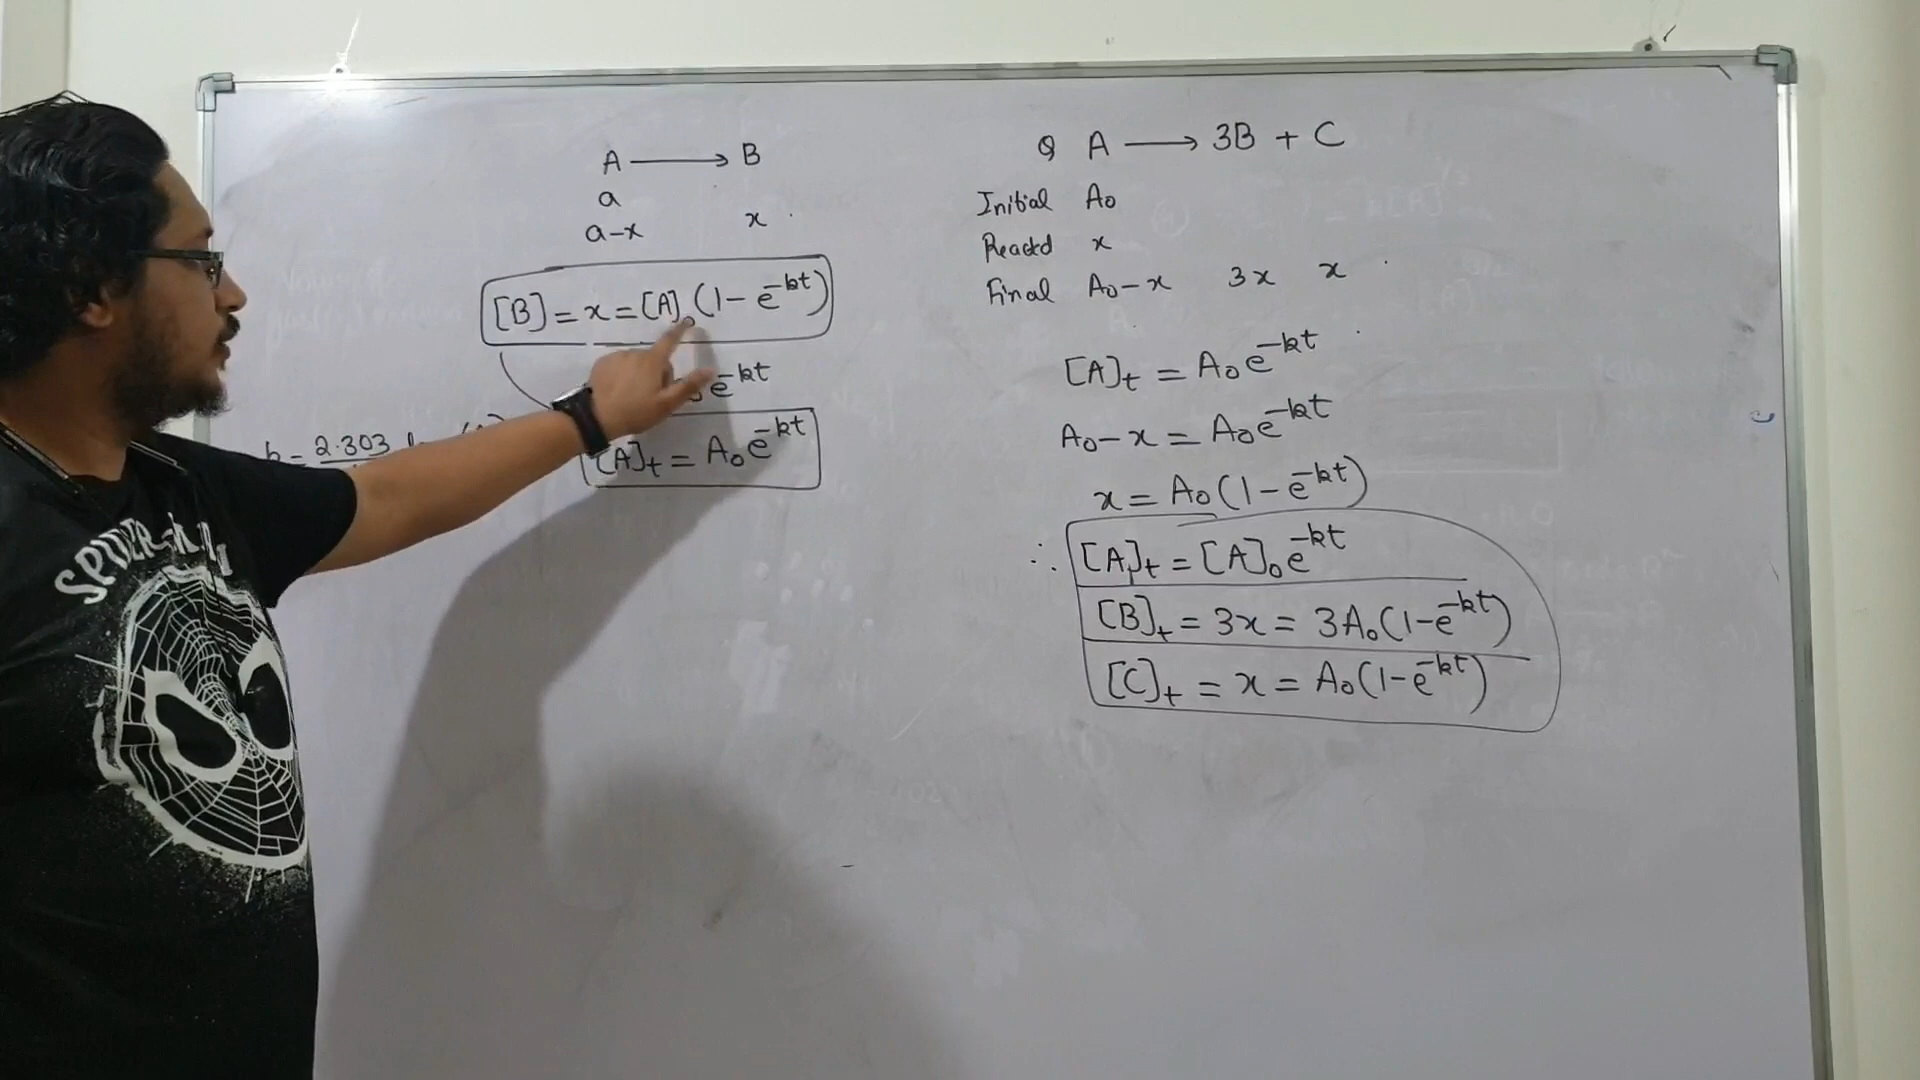 A ⟶ B
a
a-x x
[B] = x = [A]₀(1 - e^-kt)
e^-kt
[A]t = A₀e^-kt
= 2.303
Q A ⟶ 3B + C
Initial A₀
Reactd x
Final A₀-x 3x x
[A]t = A₀e^-kt
A₀-x = A₀e^-kt
x = A₀(1-e^-kt)
∴ [A]t = [A]₀e^-kt
[B]t = 3x = 3A₀(1-e^-kt)
[C]t = x = A₀(1-e^-kt)